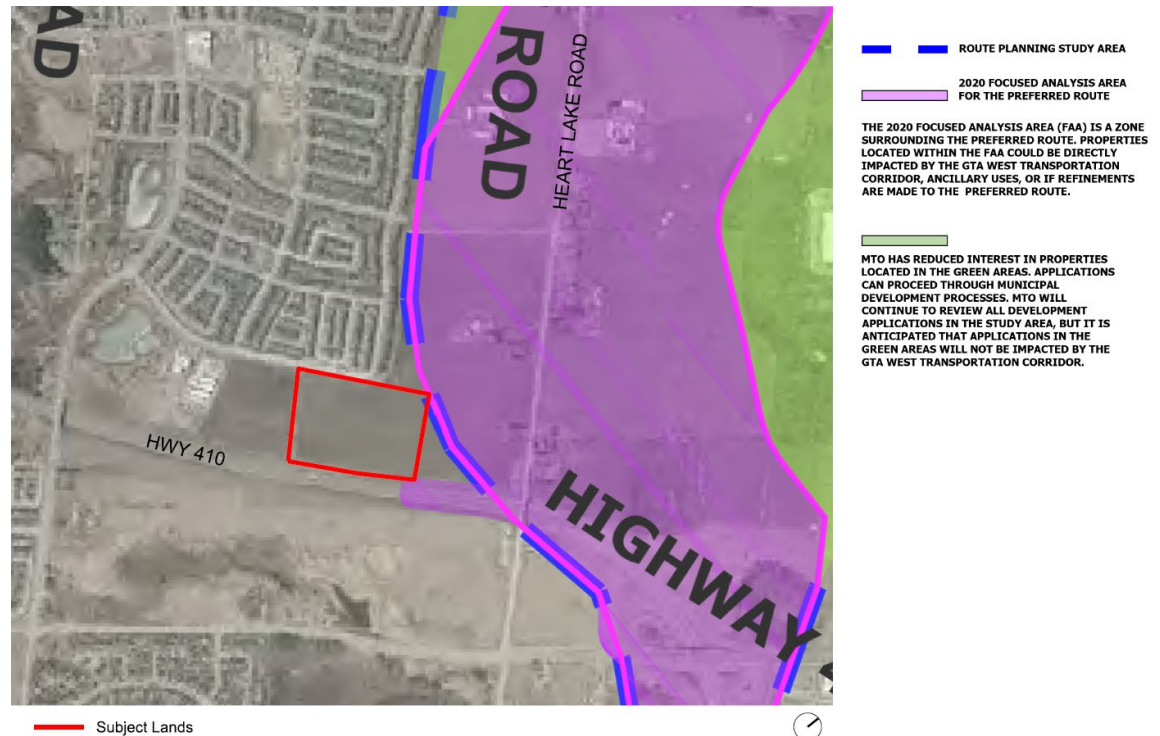 AD
ROAD
HEART LAKE ROAD
HWY 410
HIGHWAY
ROUTE PLANNING STUDY AREA
2020 FOCUSED ANALYSIS AREA
FOR THE PREFERRED ROUTE
THE 2020 FOCUSED ANALYSIS AREA (FAA) IS A ZONE
SURROUNDING THE PREFERRED ROUTE. PROPERTIES
LOCATED WITHIN THE FAA COULD BE DIRECTLY
IMPACTED BY THE GTA WEST TRANSPORTATION
CORRIDOR, ANCILLARY USES, OR IF REFINEMENTS
ARE MADE TO THE PREFERRED ROUTE.
MTO HAS REDUCED INTEREST IN PROPERTIES
LOCATED IN THE GREEN AREAS. APPLICATIONS
CAN PROCEED THROUGH MUNICIPAL
DEVELOPMENT PROCESSES. MTO WILL
CONTINUE TO REVIEW ALL DEVELOPMENT
APPLICATIONS IN THE STUDY AREA, BUT IT IS
ANTICIPATED THAT APPLICATIONS IN THE
GREEN AREAS WILL NOT BE IMPACTED BY THE
GTA WEST TRANSPORTATION CORRIDOR.
Subject Lands